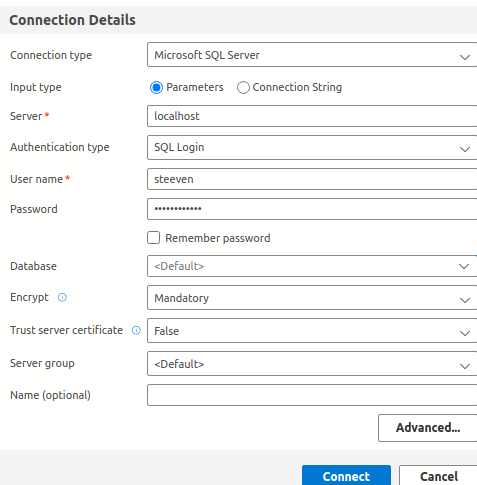 Connection Details
Connection type Microsoft SQL Server
Input type Parameters Connection String
Server * localhost
Authentication type SQL Login
User name * steeven
Password ••••••••••••
Remember password
Database <Default>
Encrypt Mandatory
Trust server certificate False
Server group <Default>
Name (optional)
Advanced...
Connect Cancel